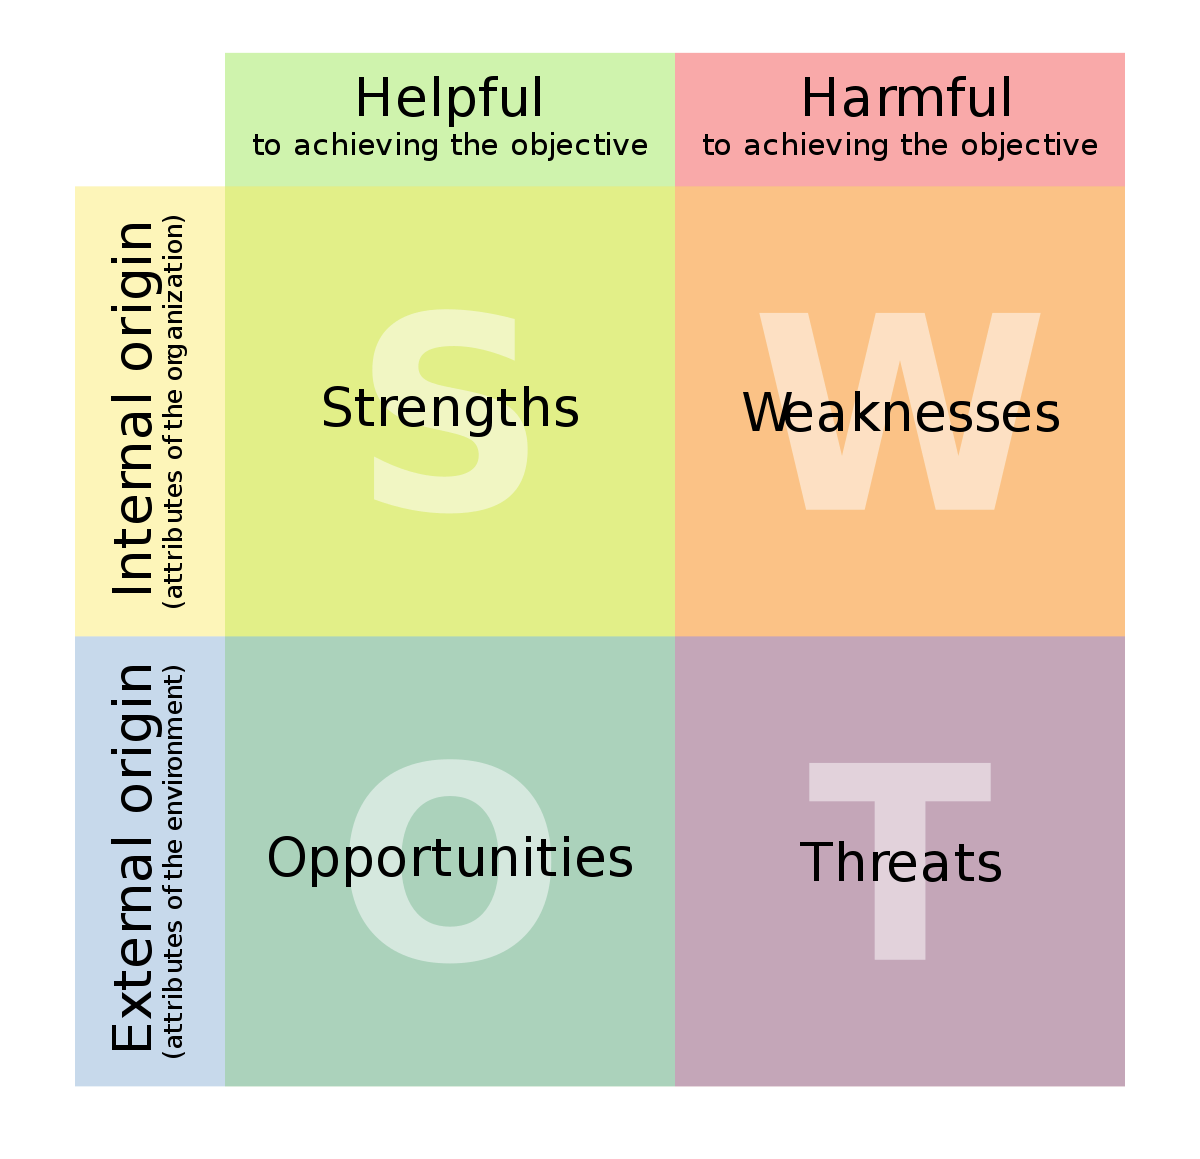 Helpful
to achieving the objective
Harmful
to achieving the objective
Internal origin
(attributes of the organization)
S
Strengths
W
Weaknesses
External origin
(attributes of the environment)
O
Opportunities
T
Threats